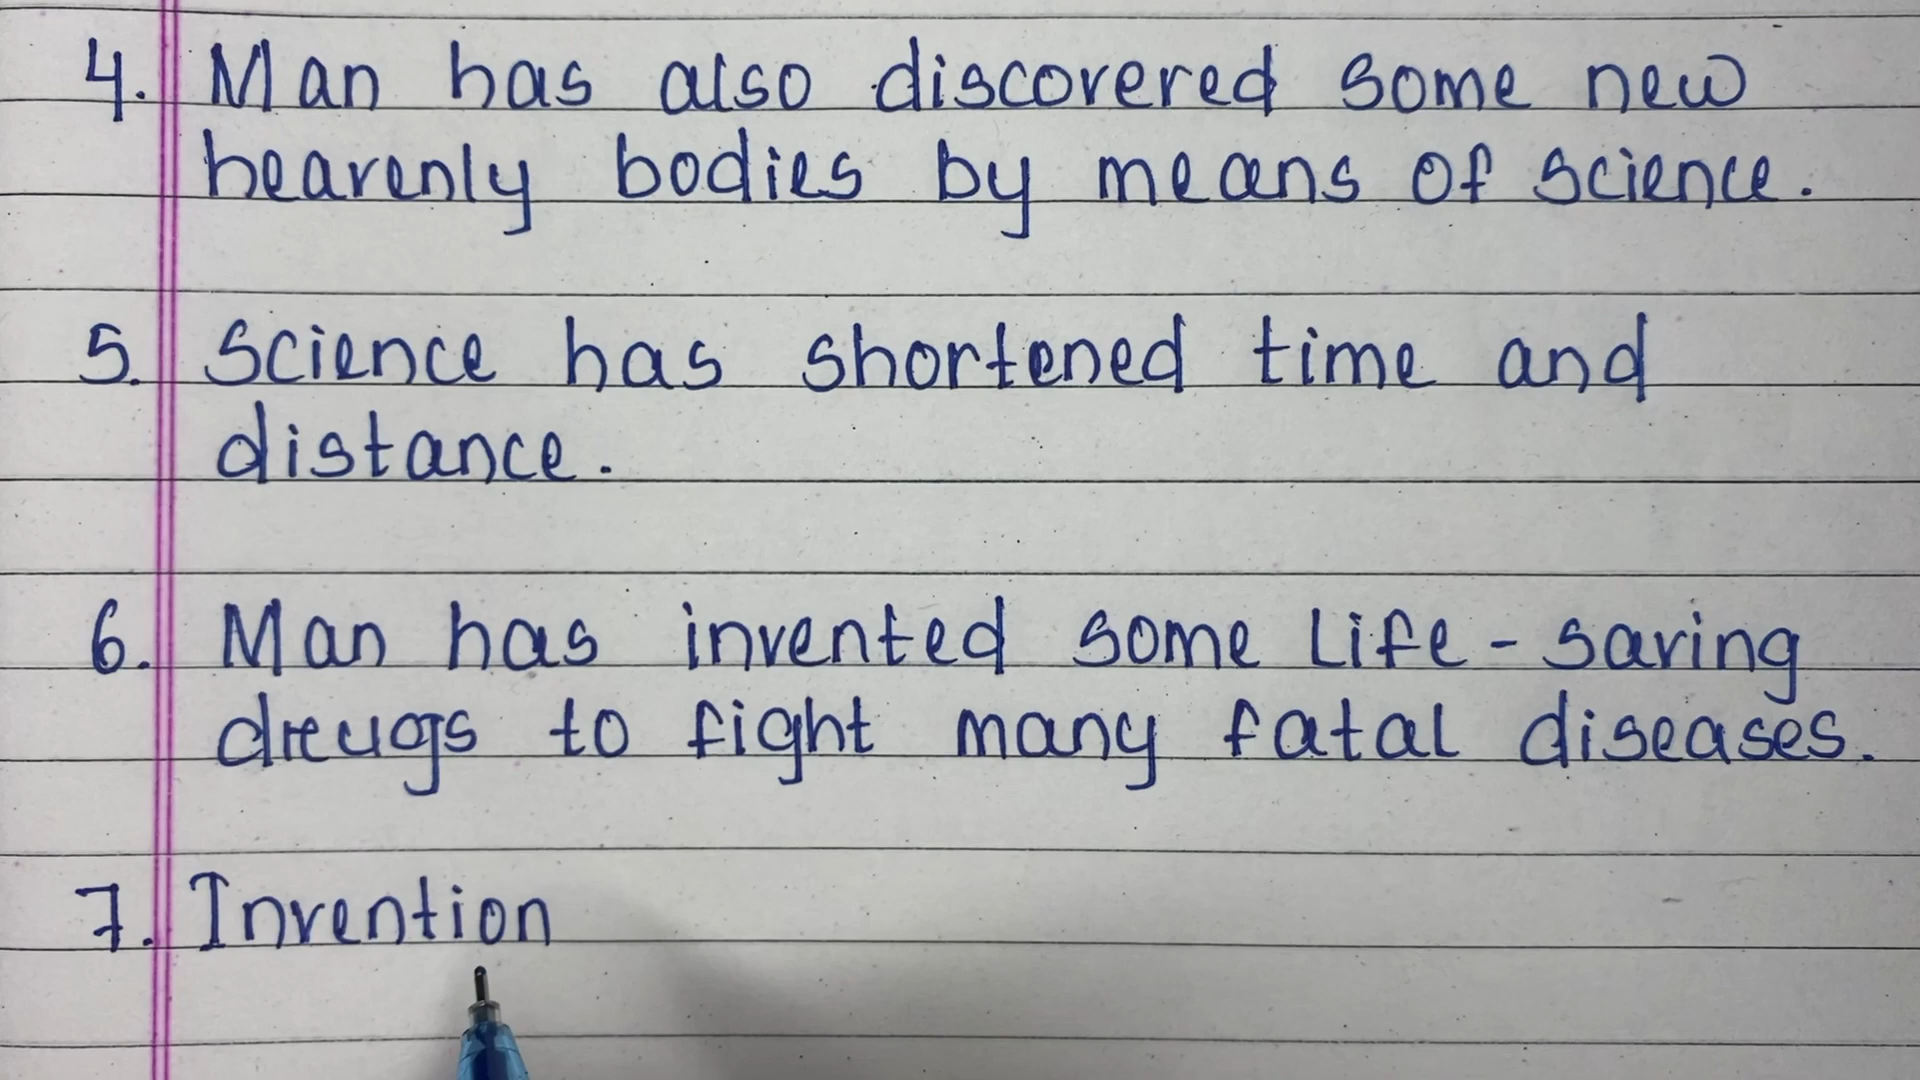 4. Man has also discovered some new
heavenly bodies by means of science.
5. Science has shortened time and
distance.
6. Man has invented some life-saving
drugs to fight many fatal diseases.
7. Invention